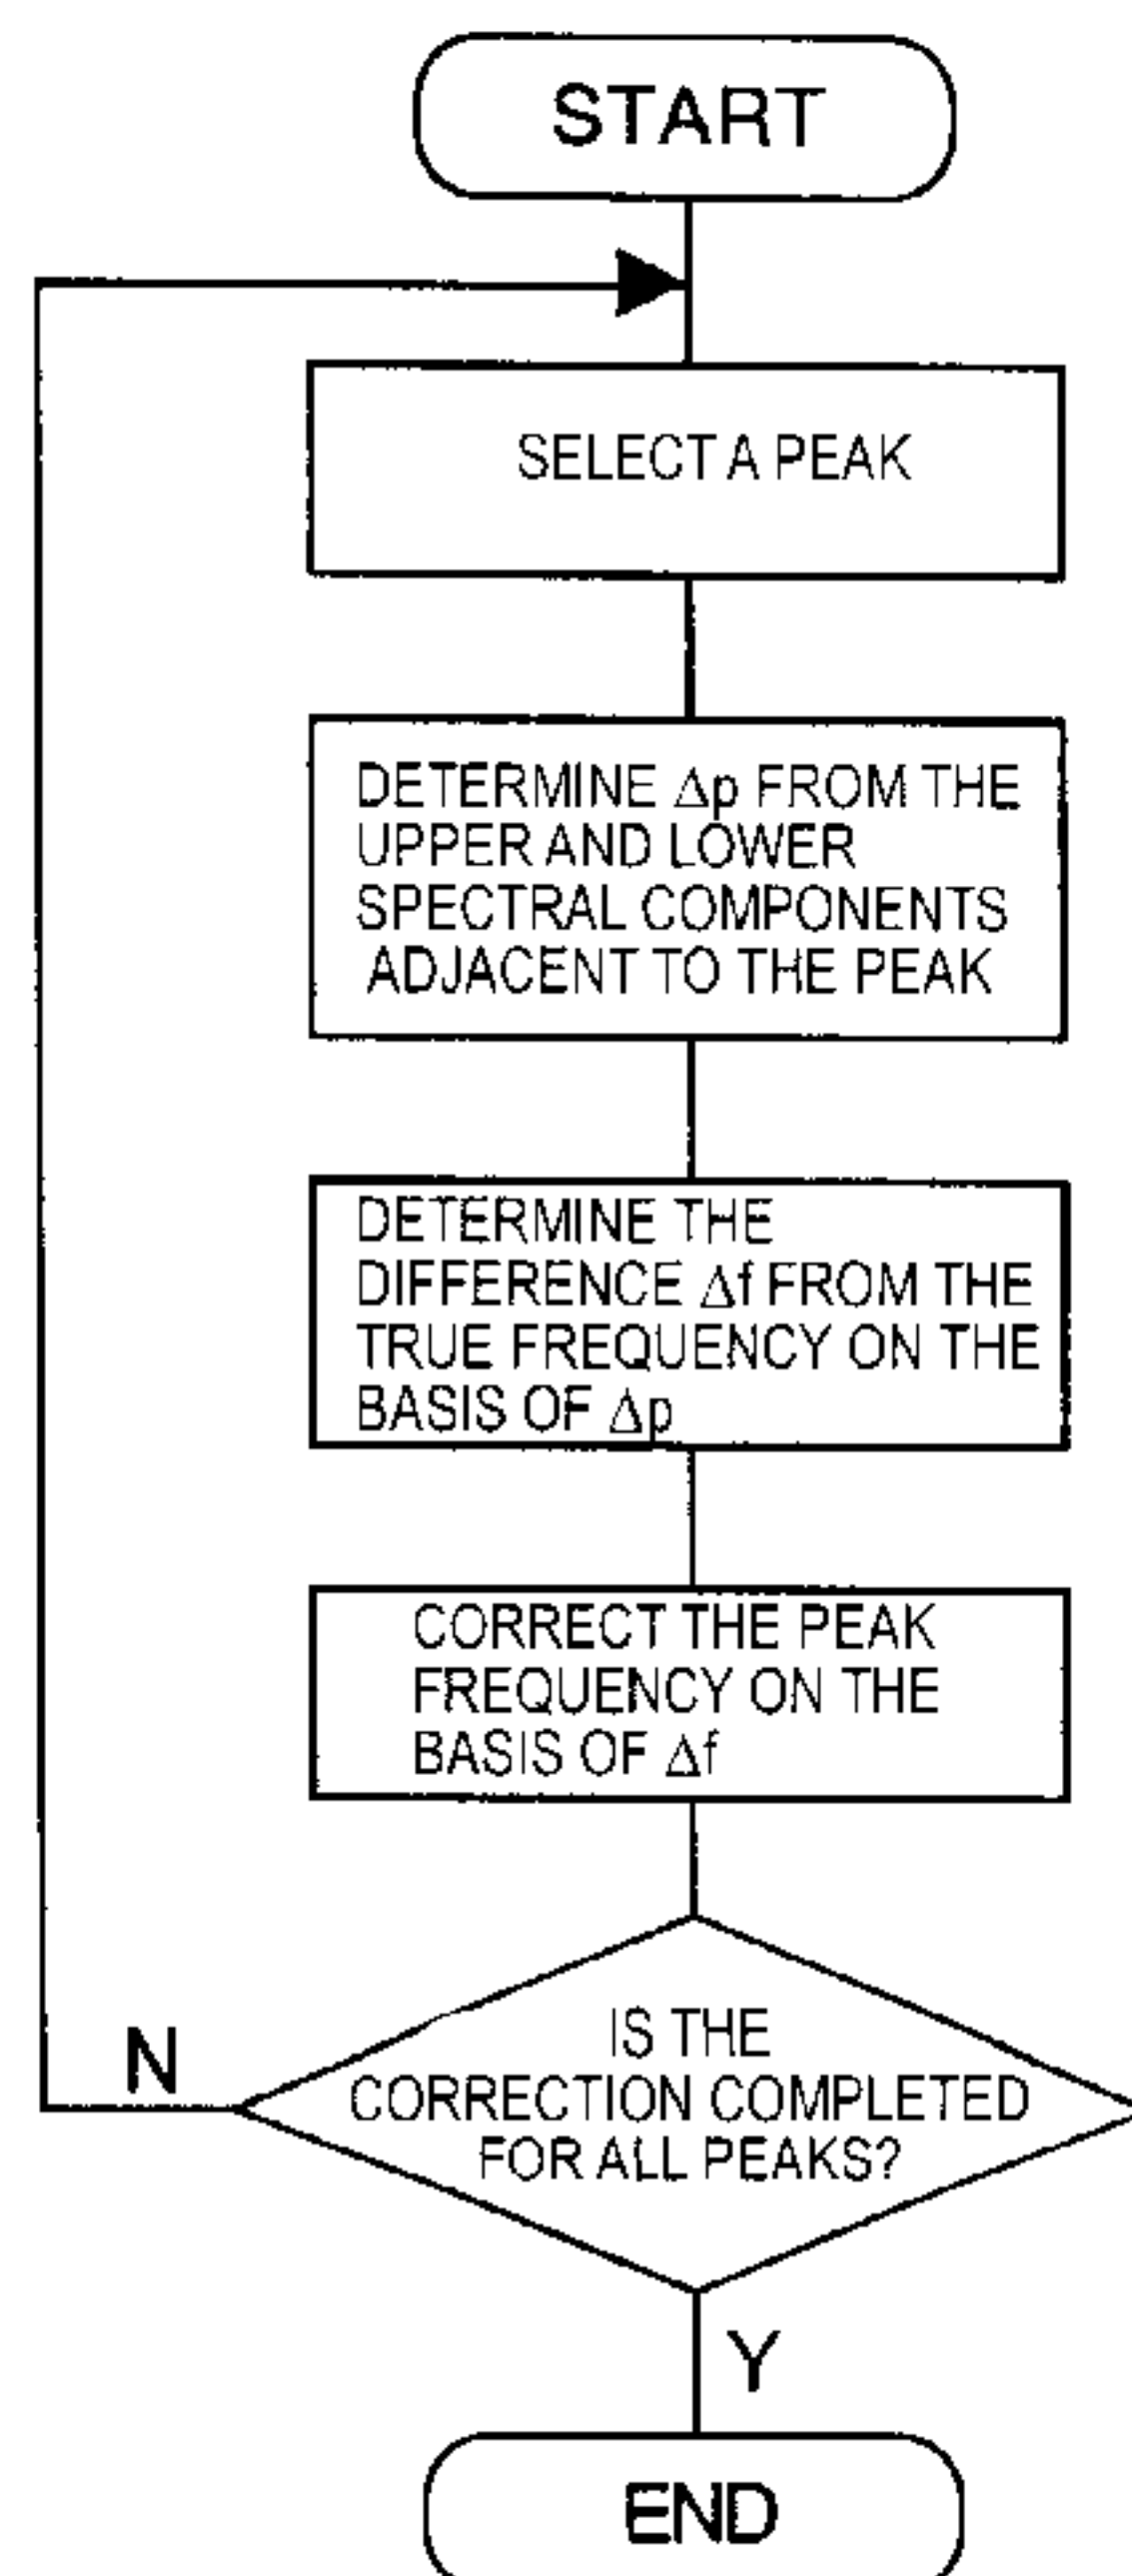 START
SELECT A PEAK
DETERMINE Δp FROM THE
UPPER AND LOWER
SPECTRAL COMPONENTS
ADJACENT TO THE PEAK
DETERMINE THE
DIFFERENCE Δf FROM THE
TRUE FREQUENCY ON THE
BASIS OF Δp
CORRECT THE PEAK
FREQUENCY ON THE
BASIS OF Δf
IS THE
CORRECTION COMPLETED
FOR ALL PEAKS?
N
Y
END